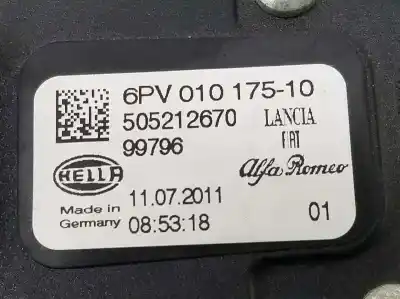 6PV 010 175-10
505212670
99796
LANCIA
FIAT
Alfa Romeo
HELLA
11.07.2011
Made in
Germany
08:53:18
01